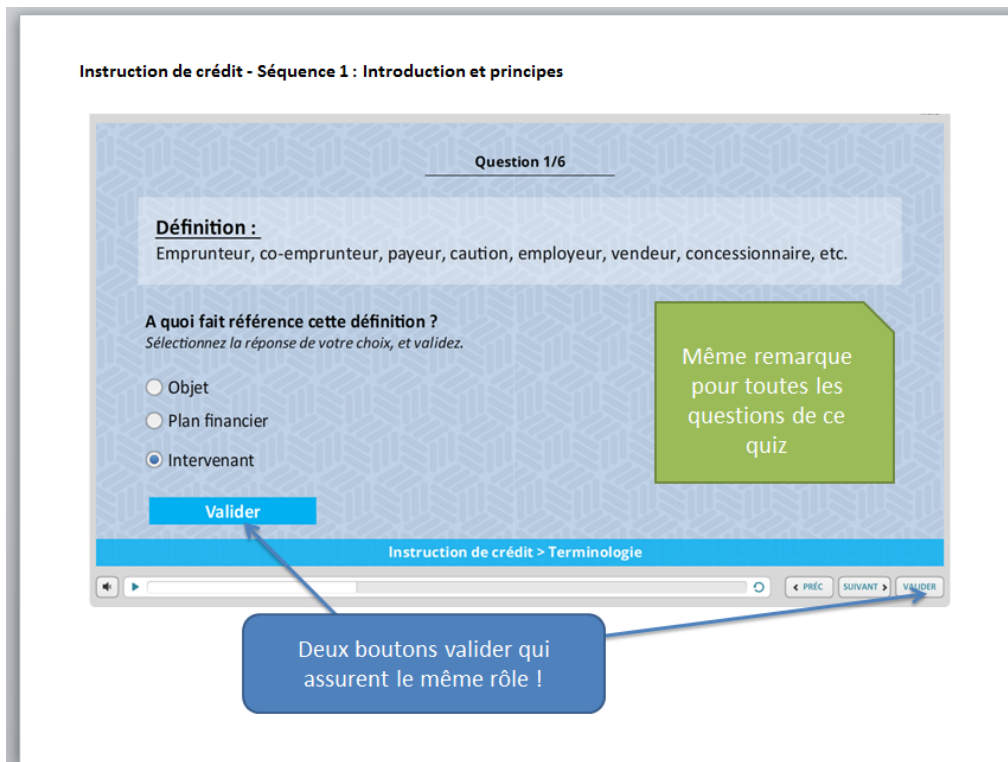 Instruction de crédit - Séquence 1 : Introduction et principes
Question 1/6
Définition :
Emprunteur, co-emprunteur, payeur, caution, employeur, vendeur, concessionnaire, etc.
A quoi fait référence cette définition ?
Sélectionnez la réponse de votre choix, et validez.
Objet
Plan financier
Intervenant
Même remarque
pour toutes les
questions de ce
quiz
Valider
Instruction de crédit > Terminologie
PRÉC
SUIVANT
VALIDER
Deux boutons valider qui
assurent le même rôle !